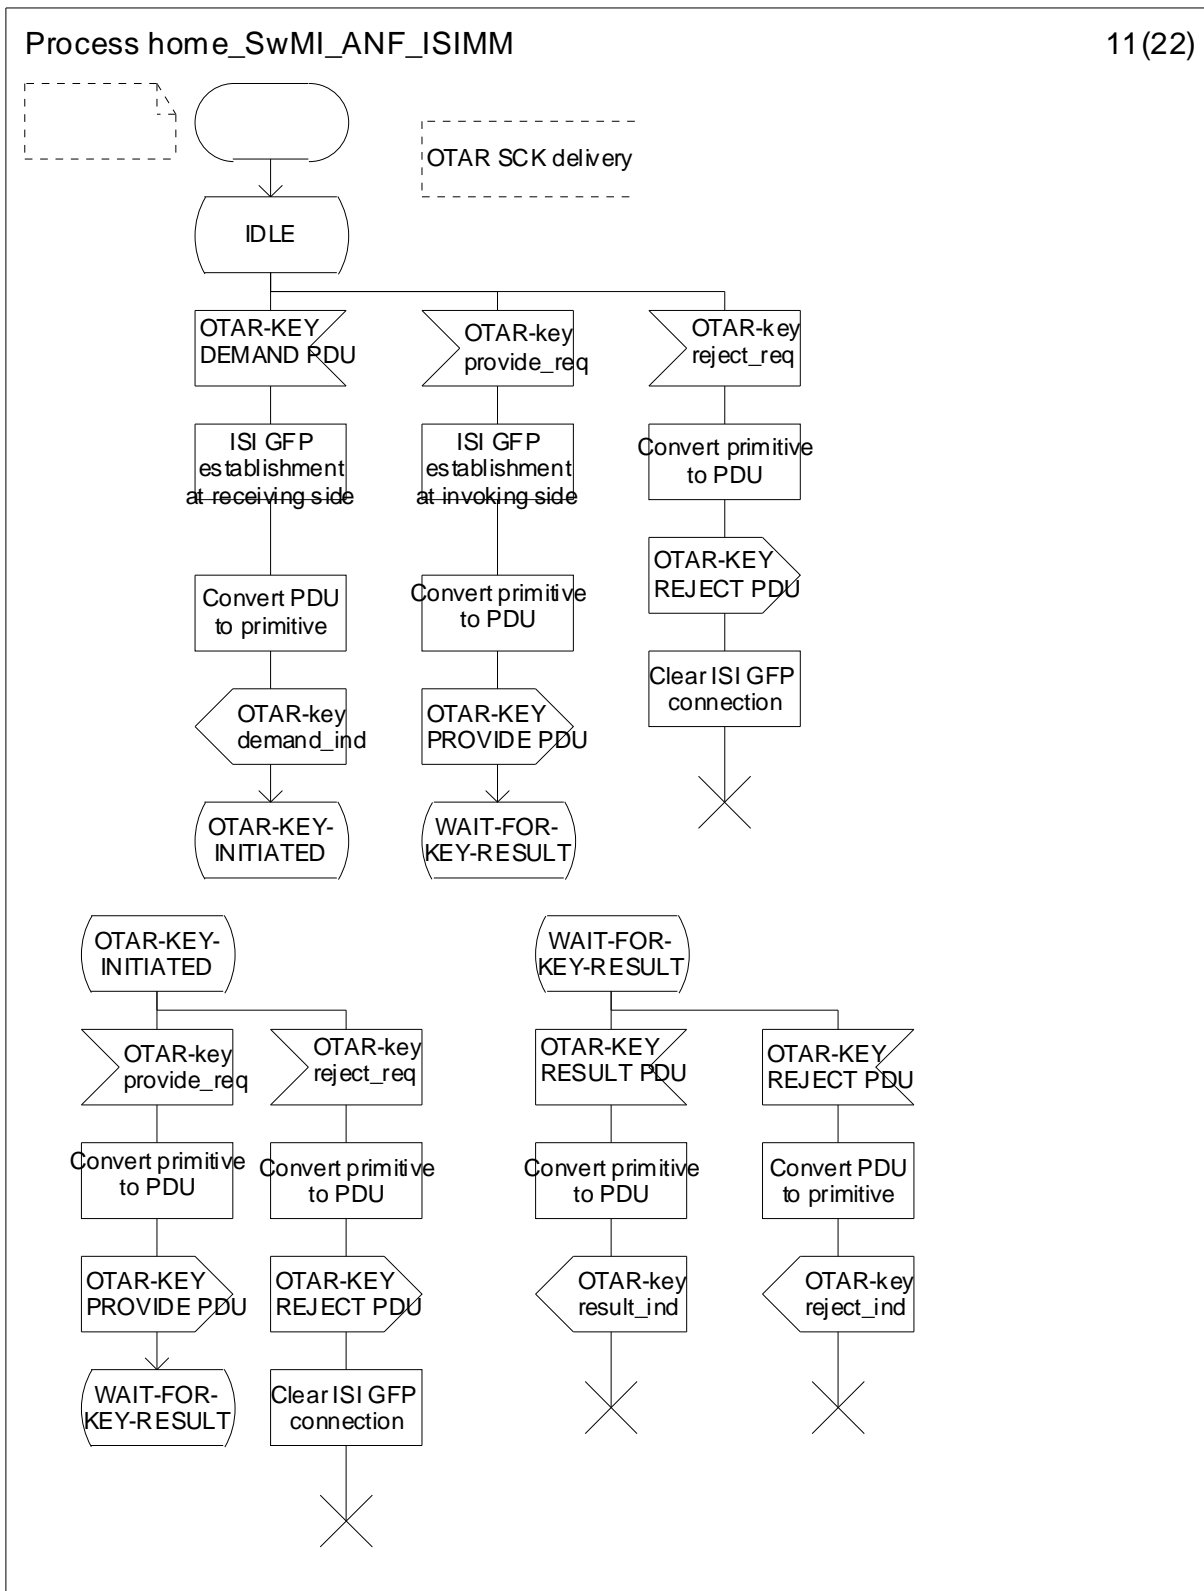 Process home_SwMI_ANF_ISIMM
11(22)
OTAR SCK delivery
IDLE
OTAR-KEY
DEMAND PDU
OTAR-key
provide_req
OTAR-key
reject_req
ISI GFP
establishment
at receiving side
ISI GFP
establishment
at invoking side
Convert primitive
to PDU
OTAR-KEY
REJECT PDU
Convert PDU
to primitive
Convert primitive
to PDU
Clear ISI GFP
connection
OTAR-key
demand_ind
OTAR-KEY
PROVIDE PDU
OTAR-KEY-
INITIATED
WAIT-FOR-
KEY-RESULT
OTAR-KEY-
INITIATED
WAIT-FOR-
KEY-RESULT
OTAR-key
provide_req
OTAR-key
reject_req
OTAR-KEY
RESULT PDU
OTAR-KEY
REJECT PDU
Convert primitive
to PDU
Convert primitive
to PDU
Convert primitive
to PDU
Convert PDU
to primitive
OTAR-KEY
PROVIDE PDU
OTAR-KEY
REJECT PDU
OTAR-key
result_ind
OTAR-key
reject_ind
WAIT-FOR-
KEY-RESULT
Clear ISI GFP
connection